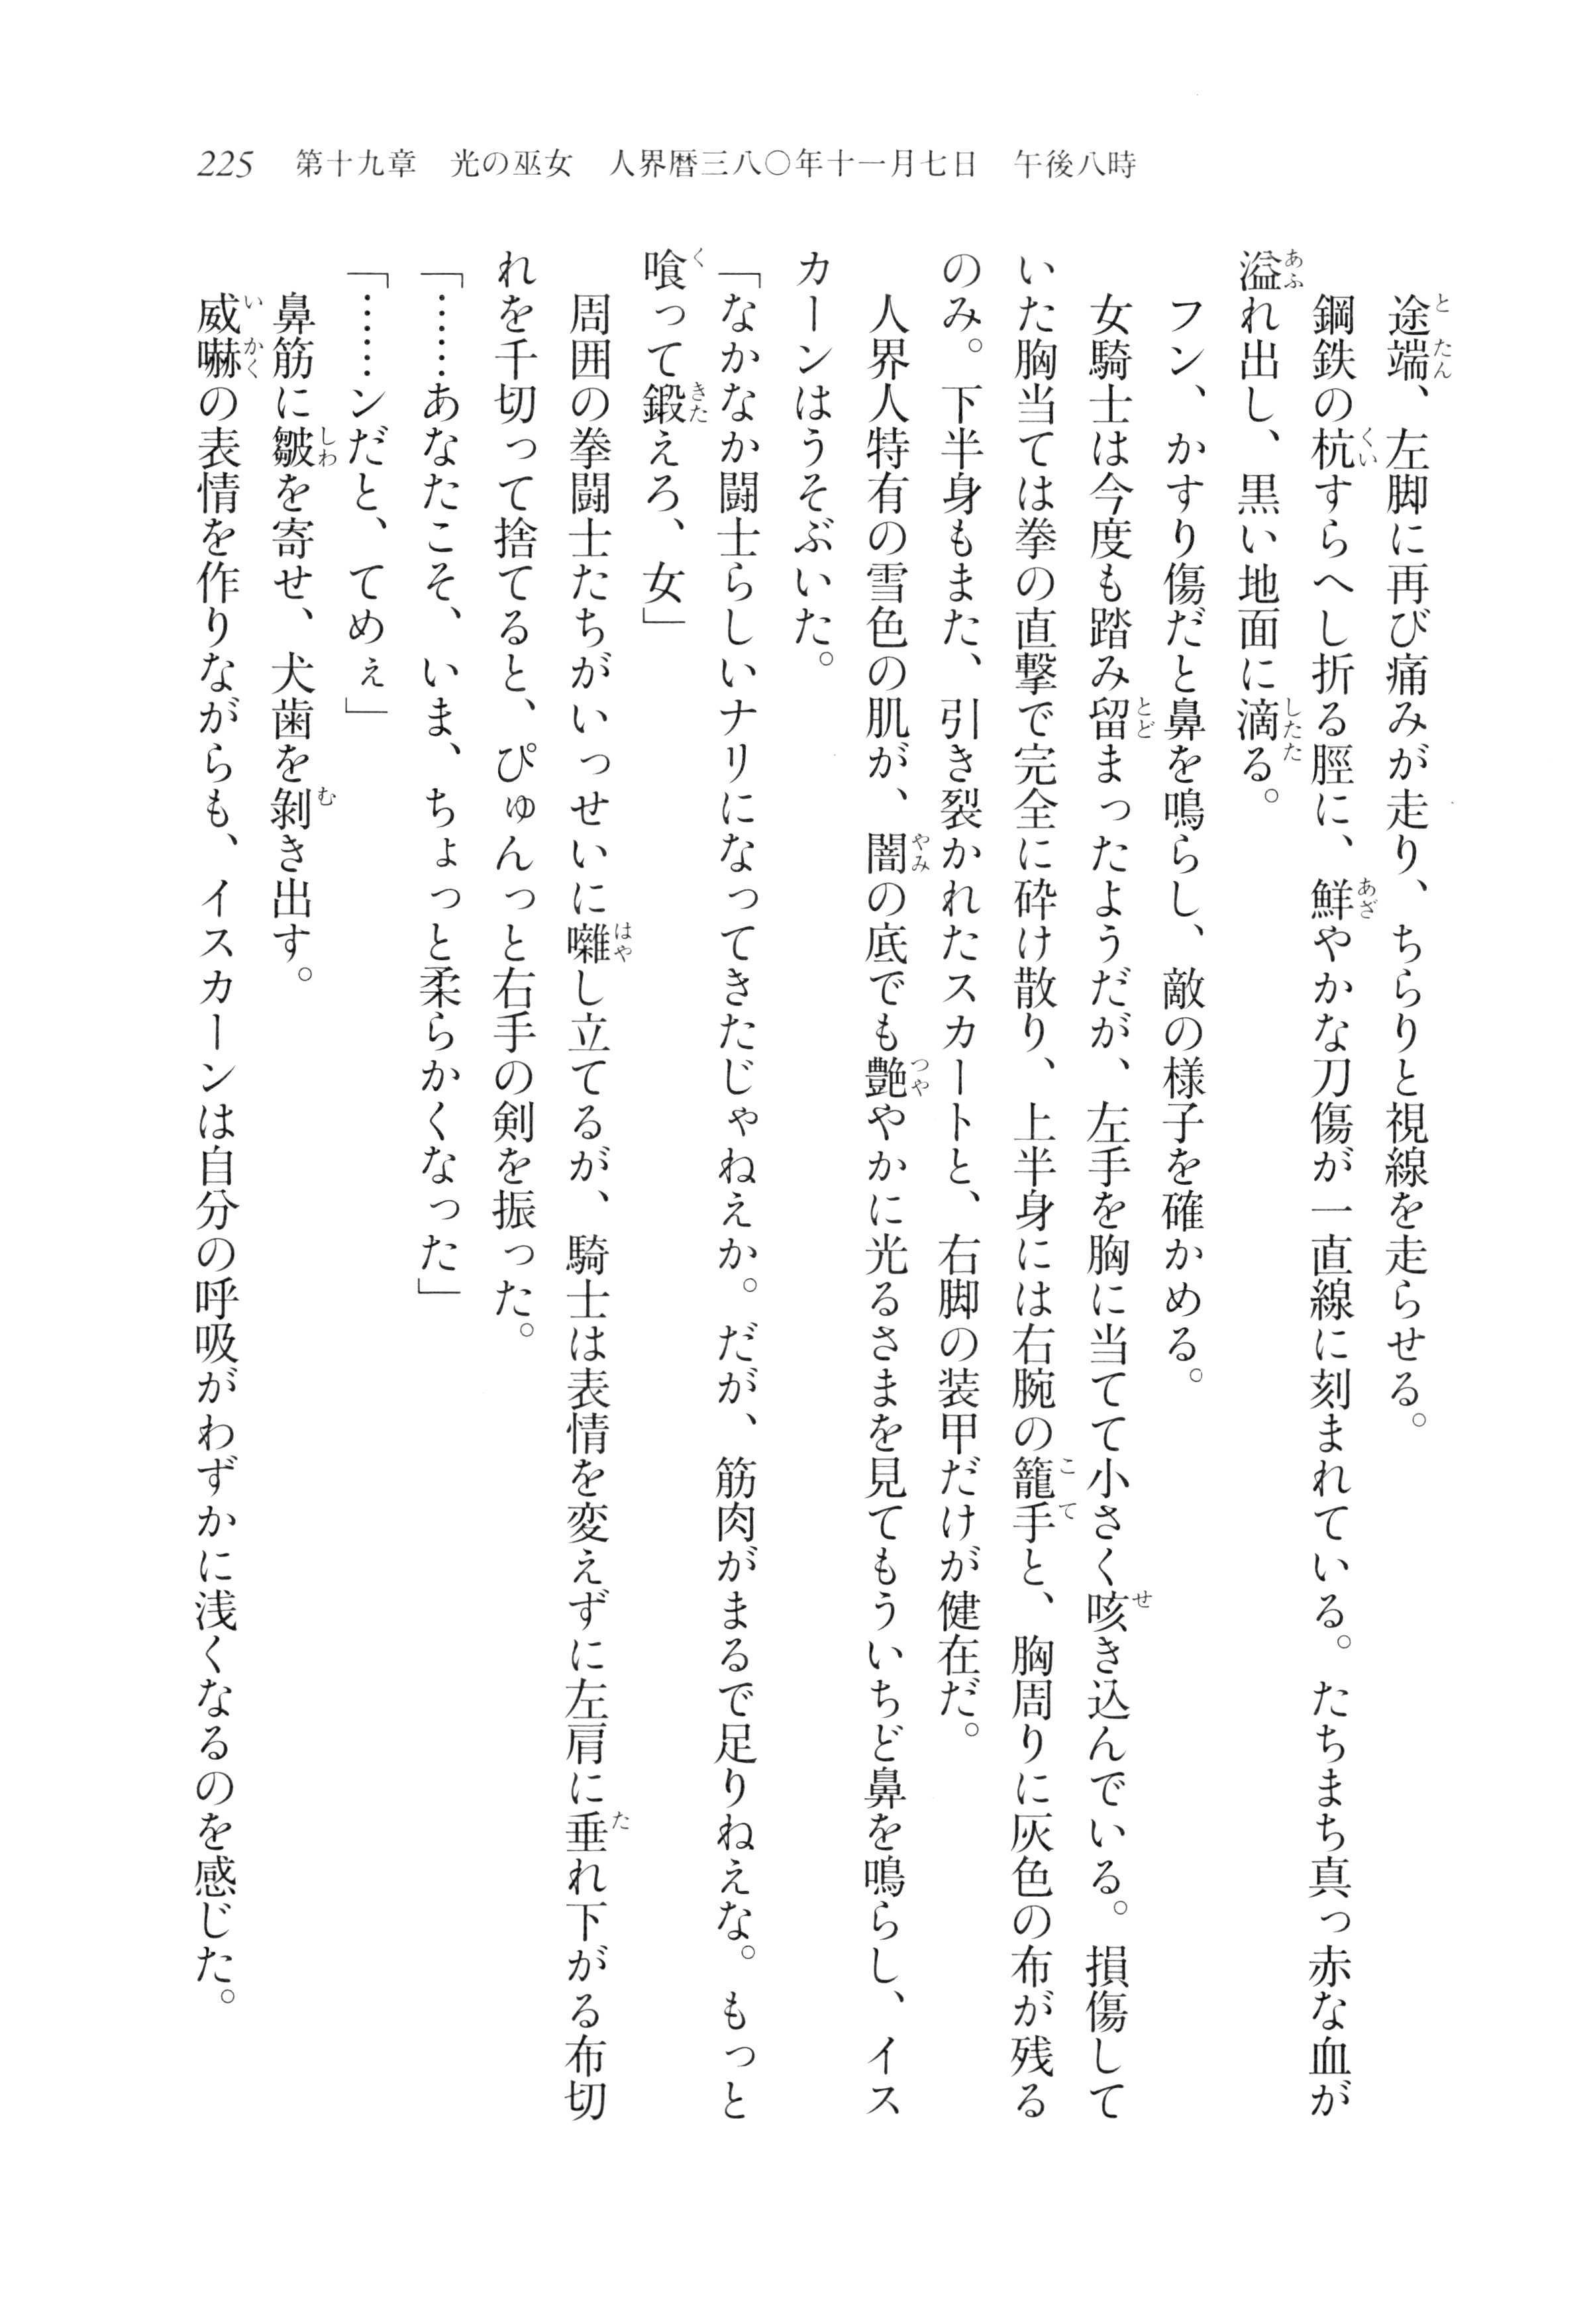 225　第十九章　光の巫女　人界暦三八〇年十一月七日　午後八時
　途端、左脚に再び痛みが走り、ちらりと視線を走らせる。
　鋼鉄の杭すらへし折る脛に、鮮やかな刀傷が一直線に刻まれている。たちまち真っ赤な血が
溢れ出し、黒い地面に滴る。
　フン、かすり傷だと鼻を鳴らし、敵の様子を確かめる。
　女騎士は今度も踏み留まったようだが、左手を胸に当てて小さく咳き込んでいる。損傷して
いた胸当ては拳の直撃で完全に砕け散り、上半身には右腕の籠手と、胸周りに灰色の布が残る
のみ。下半身もまた、引き裂かれたスカートと、右脚の装甲だけが健在だ。
　人界人特有の雪色の肌が、闇の底でも艶やかに光るさまを見てもういちど鼻を鳴らし、イス
カーンはうそぶいた。
「なかなか闘士らしいナリになってきたじゃねえか。だが、筋肉がまるで足りねえな。もっと
喰って鍛えろ、女」
　周囲の拳闘士たちがいっせいに囃し立てるが、騎士は表情を変えずに左肩に垂れ下がる布切
れを千切って捨てると、ぴゅんっと右手の剣を振った。
「……あなたこそ、いま、ちょっと柔らかくなった」
「……ンだと、てめぇ」
　鼻筋に皺を寄せ、犬歯を剝き出す。
　威嚇の表情を作りながらも、イスカーンは自分の呼吸がわずかに浅くなるのを感じた。